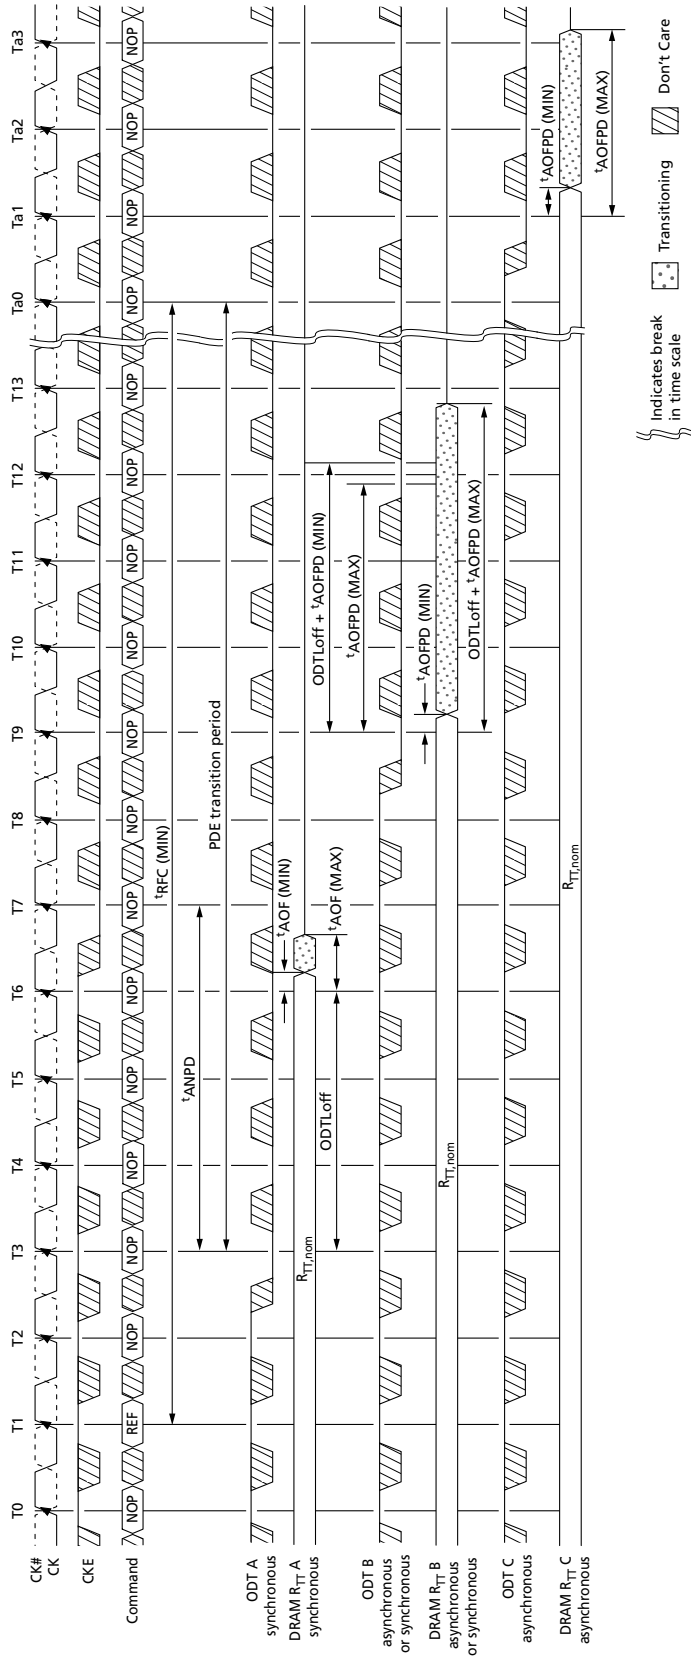 T0 T1 T2 T3 T4 T5 T6 T7 T8 T9 T10 T11 T12 T13 Ta0 Ta1 Ta2 Ta3
CK#
CK
CKE
Command
NOP REF NOP NOP NOP NOP NOP NOP NOP NOP NOP NOP NOP NOP NOP NOP NOP NOP
tRFC (MIN)
tANPD
PDE transition period
ODT A
synchronous
DRAM RTT A
synchronous
RTT,nom
tAOF (MIN)
tAOF (MAX)
ODTLoff
ODTLoff + tAOFPD (MIN)
tAOFPD (MAX)
ODT B
asynchronous
or synchronous
tAOFPD (MIN)
DRAM RTT B
asynchronous
or synchronous
RTT,nom
ODTLoff + tAOFPD (MAX)
ODT C
asynchronous
tAOFPD (MIN)
DRAM RTT C
asynchronous
RTT,nom
tAOFPD (MAX)
Indicates break
in time scale
Transitioning
Don't Care